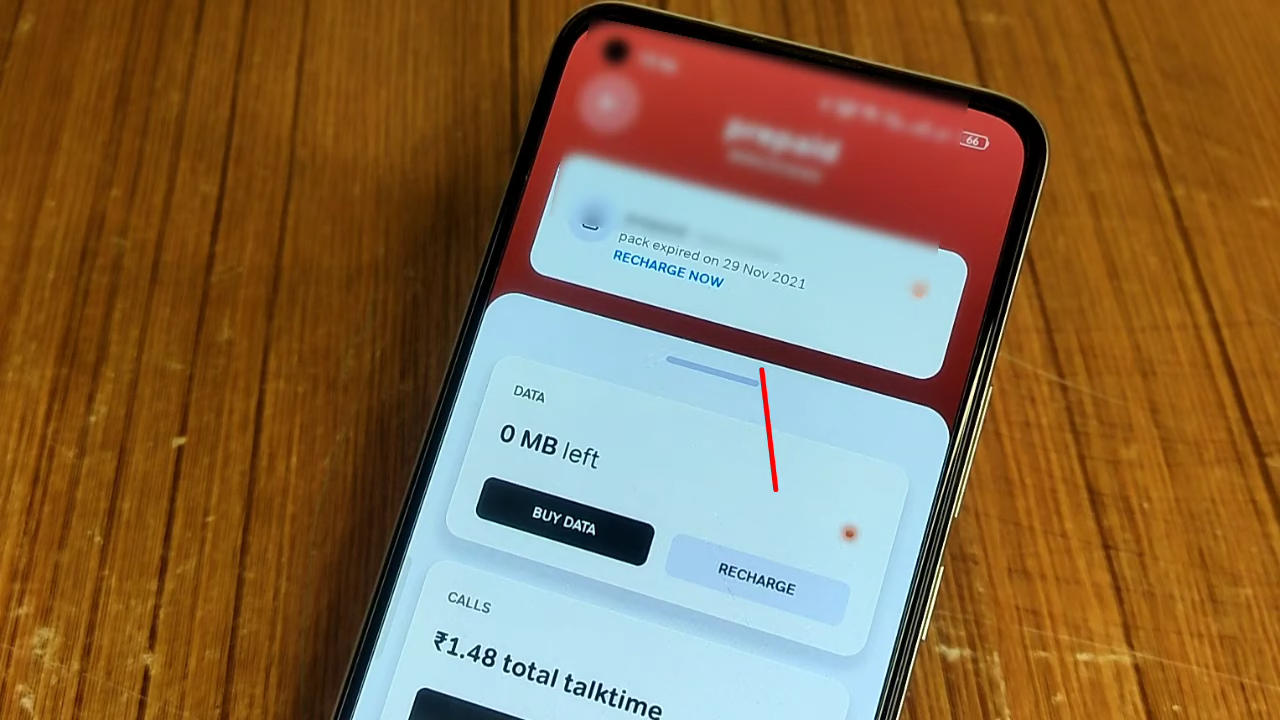 66
prepaid
pack expired on 29 Nov 2021
RECHARGE NOW
DATA
0 MB left
BUY DATA
RECHARGE
CALLS
₹1.48 total talktime